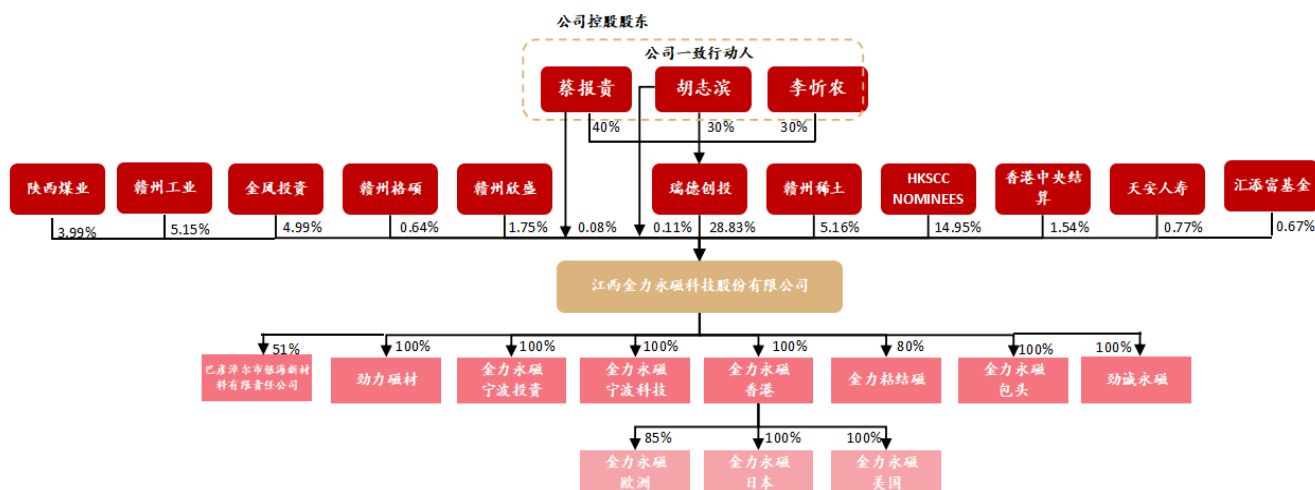 公司控股股东
公司一致行动人
蔡报贵
胡志滨
李忻农
40%
30%
30%
陕西煤业
赣州工业
金风投资
赣州格硕
赣州欣盛
瑞德创投
赣州稀土
HKSCC
NOMINEES
香港中央结
算
天安人寿
汇添富基金
3.99%
5.15%
4.99%
0.64%
1.75%
0.08%
0.11%
28.83%
5.16%
14.95%
1.54%
0.77%
0.67%
江西金力永磁科技股份有限公司
51%
100%
100%
100%
100%
80%
100%
100%
巴彦淖尔市银海新材
料有限责任公司
劲力磁材
金力永磁
宁波投资
金力永磁
宁波科技
金力永磁
香港
金力粘结磁
金力永磁
包头
劲诚永磁
85%
100%
100%
金力永磁
欧洲
金力永磁
日本
金力永磁
美国